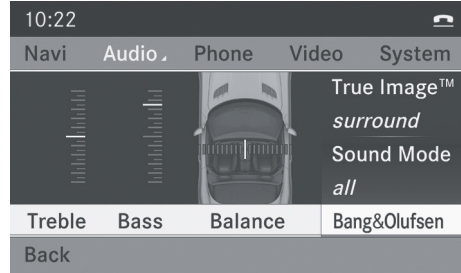 10:22
Navi Audio Phone Video System
True Image™
surround
Sound Mode
all
Treble Bass Balance Bang&Olufsen
Back